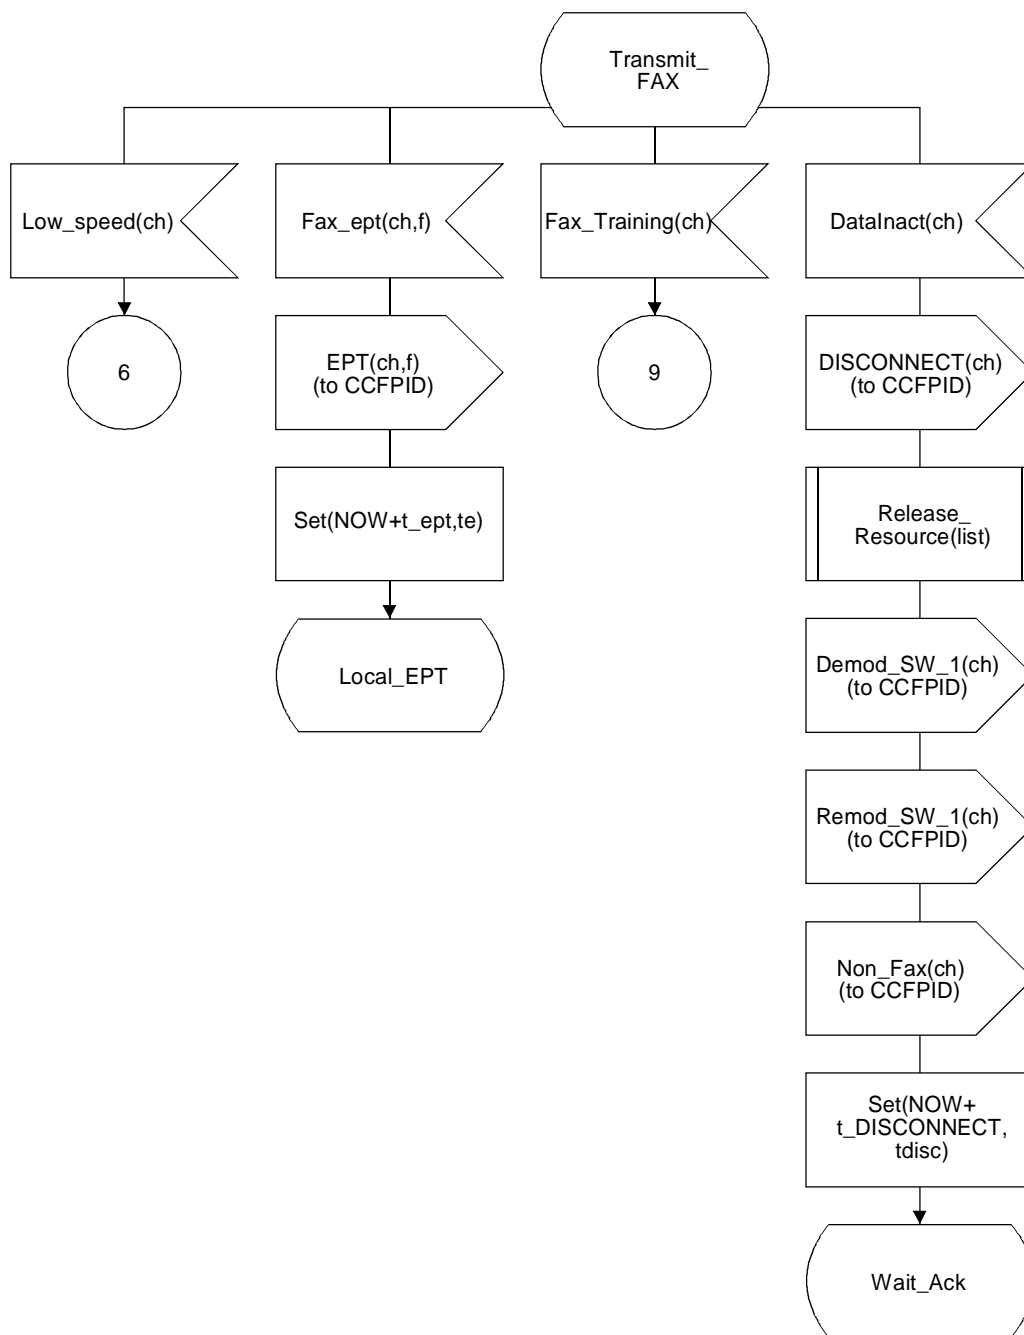 Transmit_
FAX
Low_speed(ch)
Fax_ept(ch,f)
Fax_Training(ch)
DataInact(ch)
6
EPT(ch,f)
(to CCFPID)
9
DISCONNECT(ch)
(to CCFPID)
Set(NOW+t_ept,te)
Release_
Resource(list)
Local_EPT
Demod_SW_1(ch)
(to CCFPID)
Remod_SW_1(ch)
(to CCFPID)
Non_Fax(ch)
(to CCFPID)
Set(NOW+
t_DISCONNECT,
tdisc)
Wait_Ack